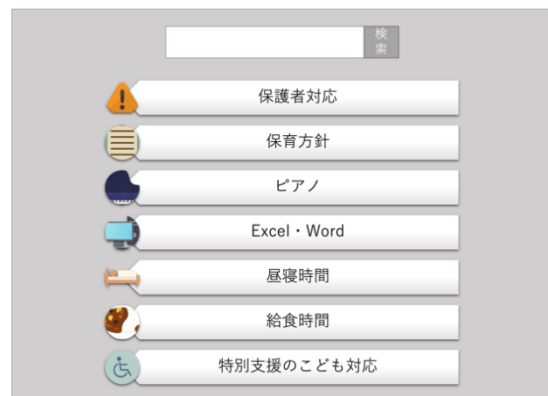 検
索
保護者対応
保育方針
ピアノ
Excel・Word
昼寝時間
給食時間
特別支援のこども対応